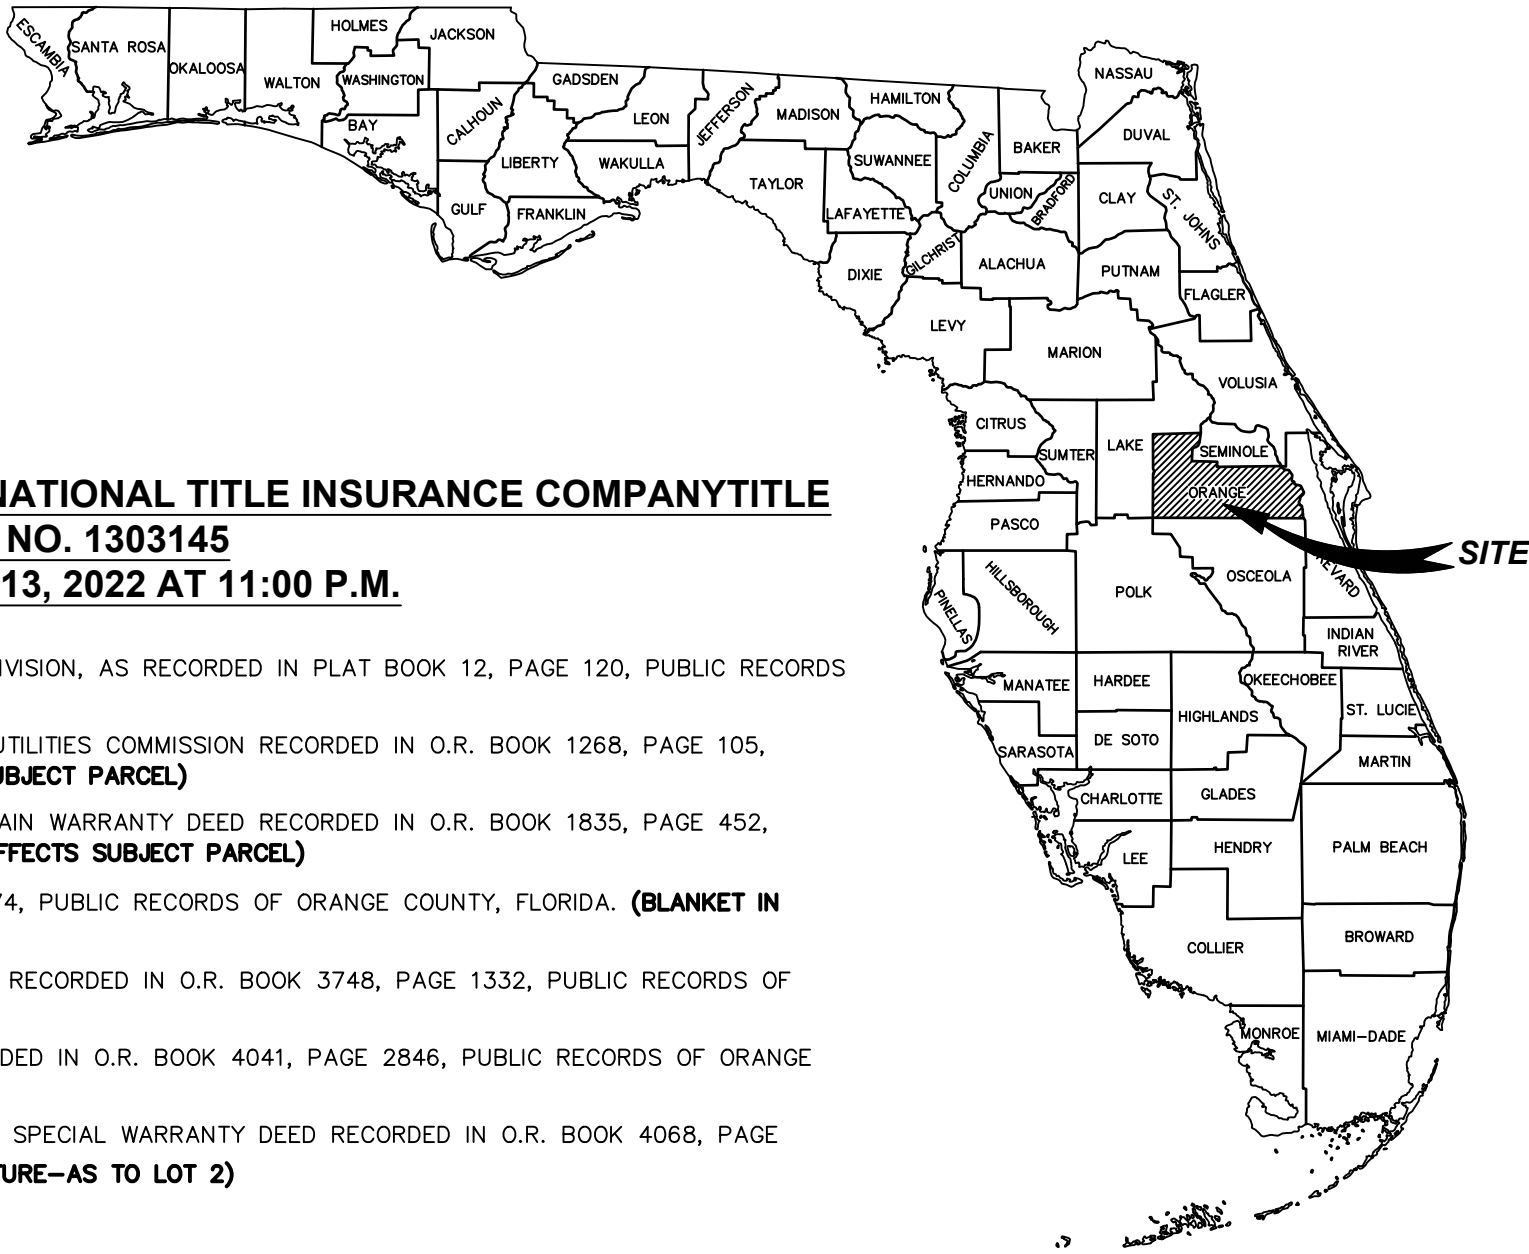 ESCAMBIA
SANTA ROSA
OKALOOSA
WALTON
HOLMES
WASHINGTON
JACKSON
BAY
CALHOUN
GULF
GADSDEN
LIBERTY
FRANKLIN
LEON
WAKULLA
JEFFERSON
MADISON
TAYLOR
HAMILTON
SUWANNEE
LAFAYETTE
DIXIE
COLUMBIA
GILCHRIST
BAKER
UNION
BRADFORD
ALACHUA
LEVY
NASSAU
DUVAL
CLAY
ST. JOHNS
PUTNAM
FLAGLER
MARION
VOLUSIA
CITRUS
SUMTER
LAKE
SEMINOLE
HERNANDO
ORANGE
PASCO
SITE
HILLSBOROUGH
PINELLAS
POLK
OSCEOLA
REVARD
INDIAN
RIVER
MANATEE
HARDEE
HIGHLANDS
OKEECHOBEE
ST. LUCIE
SARASOTA
DE SOTO
MARTIN
CHARLOTTE
GLADES
LEE
HENDRY
PALM BEACH
COLLIER
BROWARD
MONROE
MIAMI-DADE
NATIONAL TITLE INSURANCE COMPANYTITLE
NO. 1303145
13, 2022 AT 11:00 P.M.
IVISION, AS RECORDED IN PLAT BOOK 12, PAGE 120, PUBLIC RECORDS
UTILITIES COMMISSION RECORDED IN O.R. BOOK 1268, PAGE 105,
UBJECT PARCEL)
AIN WARRANTY DEED RECORDED IN O.R. BOOK 1835, PAGE 452,
FFECTS SUBJECT PARCEL)
74, PUBLIC RECORDS OF ORANGE COUNTY, FLORIDA. (BLANKET IN
RECORDED IN O.R. BOOK 3748, PAGE 1332, PUBLIC RECORDS OF
DED IN O.R. BOOK 4041, PAGE 2846, PUBLIC RECORDS OF ORANGE
SPECIAL WARRANTY DEED RECORDED IN O.R. BOOK 4068, PAGE
TURE-AS TO LOT 2)